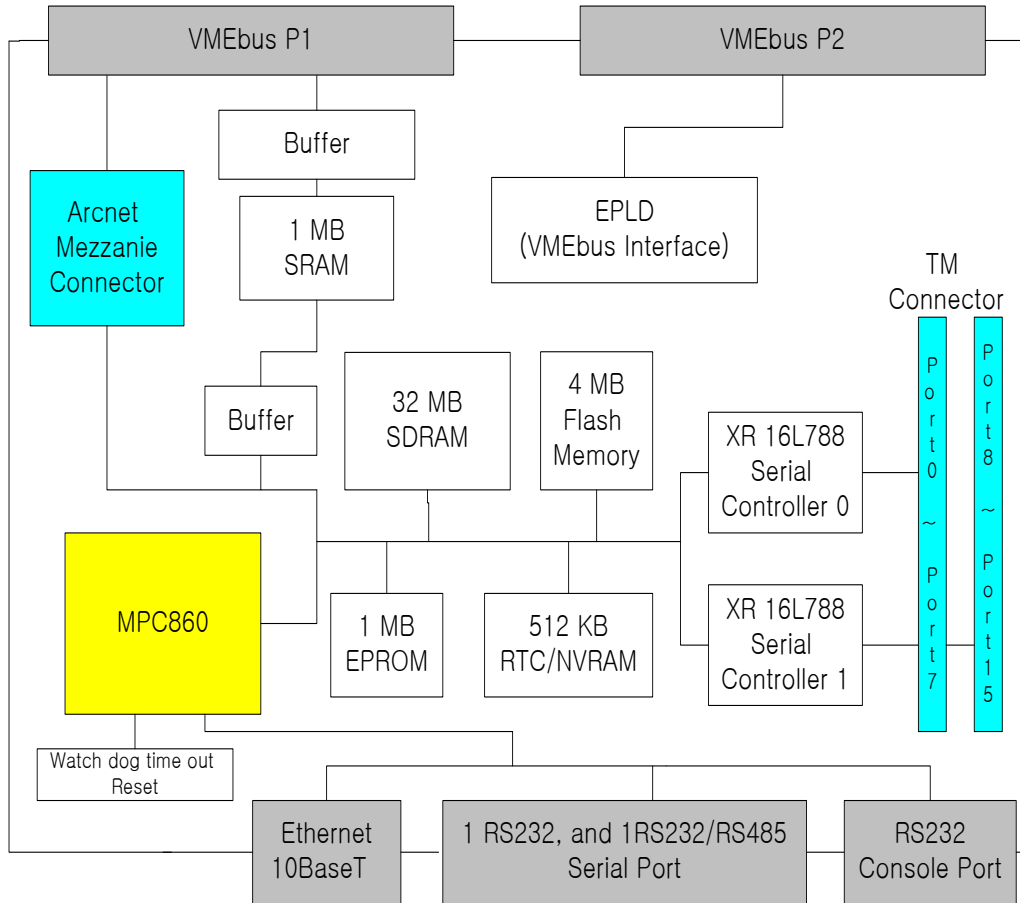 VMEbus P1
VMEbus P2
Buffer
Arcnet
Mezzanie
Connector
1 MB
SRAM
EPLD
(VMEbus Interface)
TM
Connector
Buffer
32 MB
SDRAM
4 MB
Flash
Memory
XR 16L788
Serial
Controller 0
Port0 ~ Port7
Port8 ~ Port15
MPC860
1 MB
EPROM
512 KB
RTC/NVRAM
XR 16L788
Serial
Controller 1
Watch dog time out
Reset
Ethernet
10BaseT
1 RS232, and 1RS232/RS485
Serial Port
RS232
Console Port